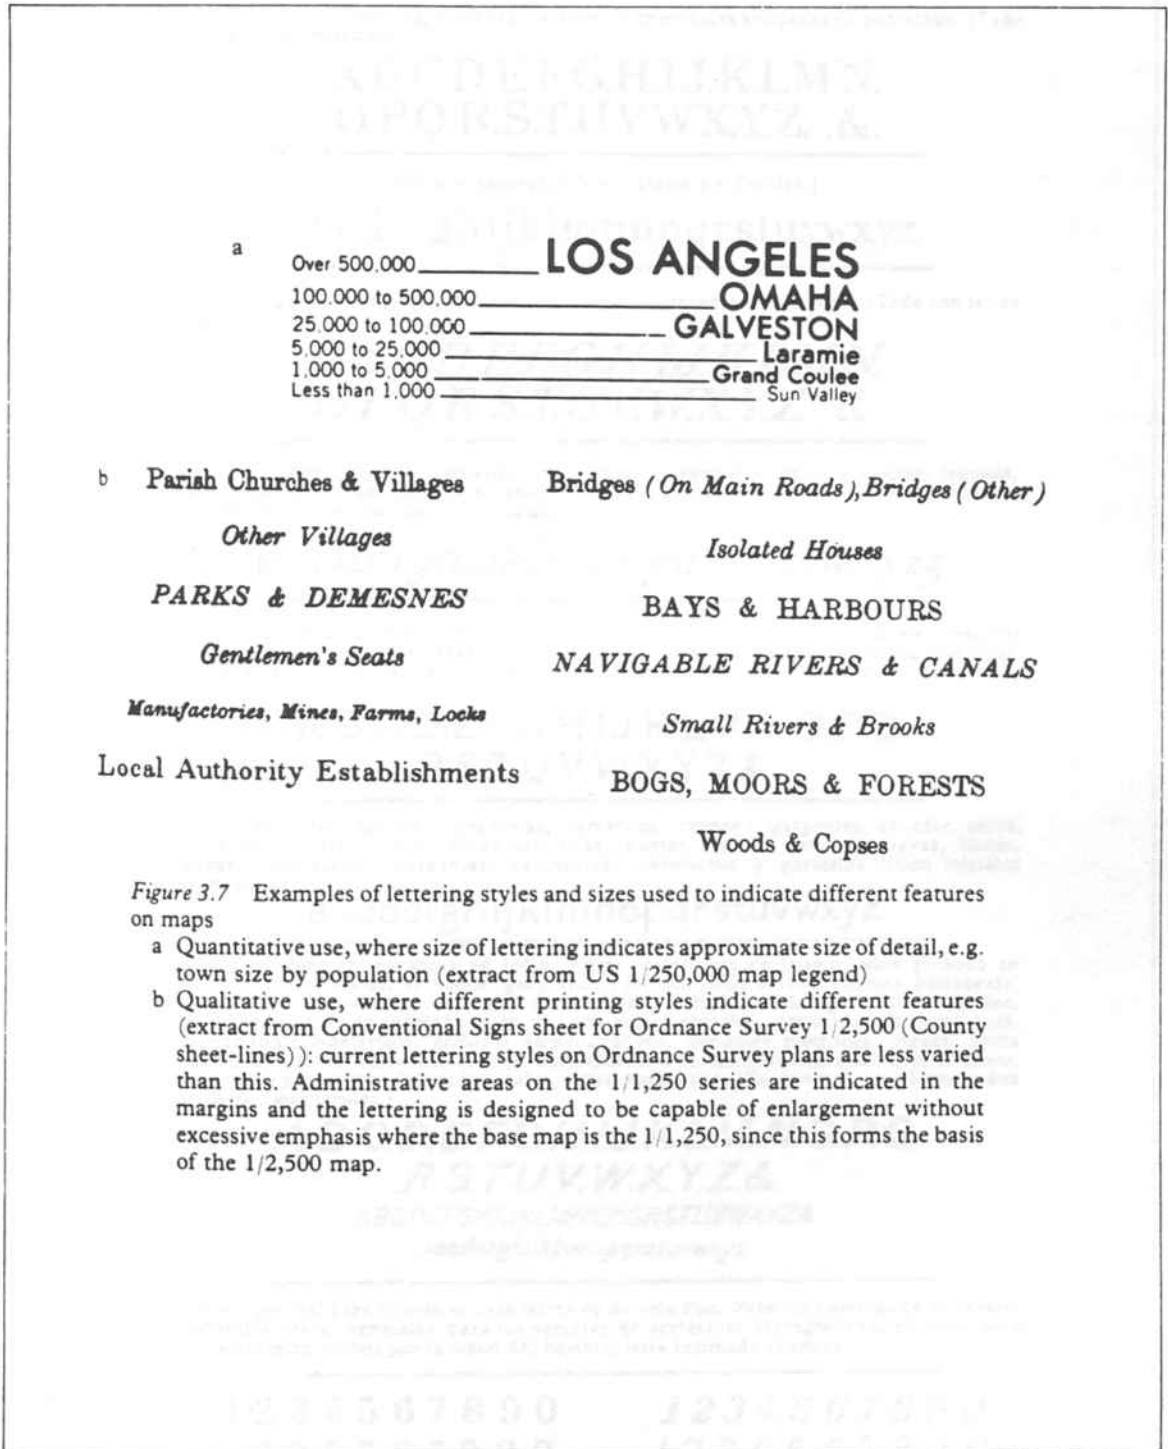 a
Over 500,000 LOS ANGELES
100,000 to 500,000 OMAHA
25,000 to 100,000 GALVESTON
5,000 to 25,000 Laramie
1,000 to 5,000 Grand Coulee
Less than 1,000 Sun Valley
b Parish Churches & Villages
Other Villages
PARKS & DEMESNES
Gentlemen's Seats
Manufactories, Mines, Farms, Locks
Local Authority Establishments
Bridges (On Main Roads), Bridges (Other)
Isolated Houses
BAYS & HARBOURS
NAVIGABLE RIVERS & CANALS
Small Rivers & Brooks
BOGS, MOORS & FORESTS
Woods & Copses
Figure 3.7 Examples of lettering styles and sizes used to indicate different features
on maps
a Quantitative use, where size of lettering indicates approximate size of detail, e.g.
town size by population (extract from US 1/250,000 map legend)
b Qualitative use, where different printing styles indicate different features
(extract from Conventional Signs sheet for Ordnance Survey 1/2,500 (County
sheet-lines)): current lettering styles on Ordnance Survey plans are less varied
than this. Administrative areas on the 1/1,250 series are indicated in the
margins and the lettering is designed to be capable of enlargement without
excessive emphasis where the base map is the 1/1,250, since this forms the basis
of the 1/2,500 map.